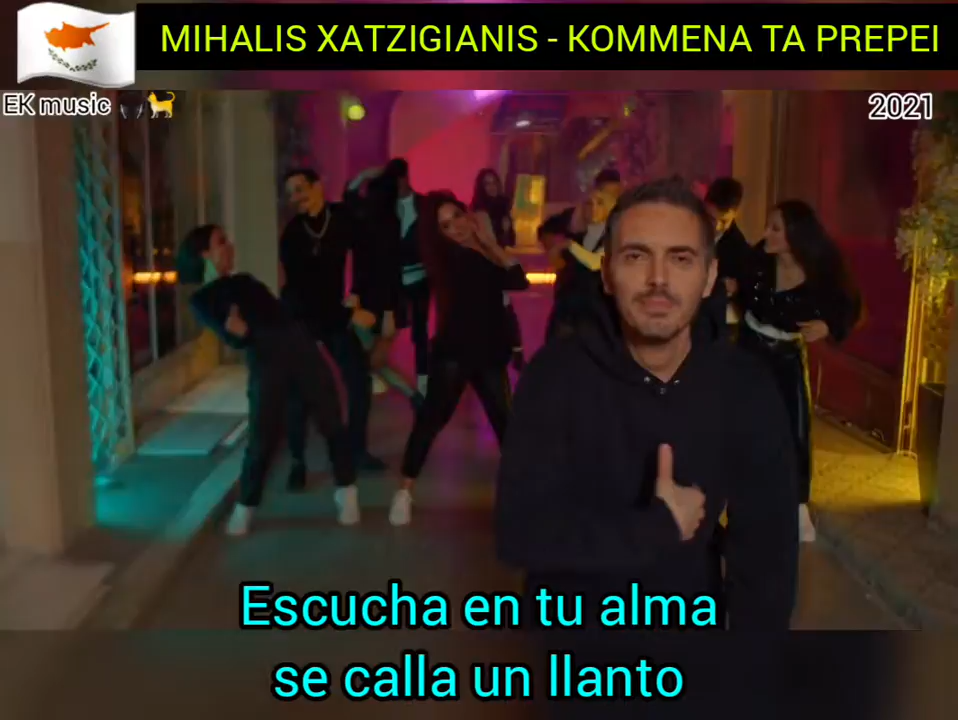 MIHALIS XATZIGIANIS - KOMMENA TA PREPEI
EK music
2021
Escucha en tu alma
se calla un llanto